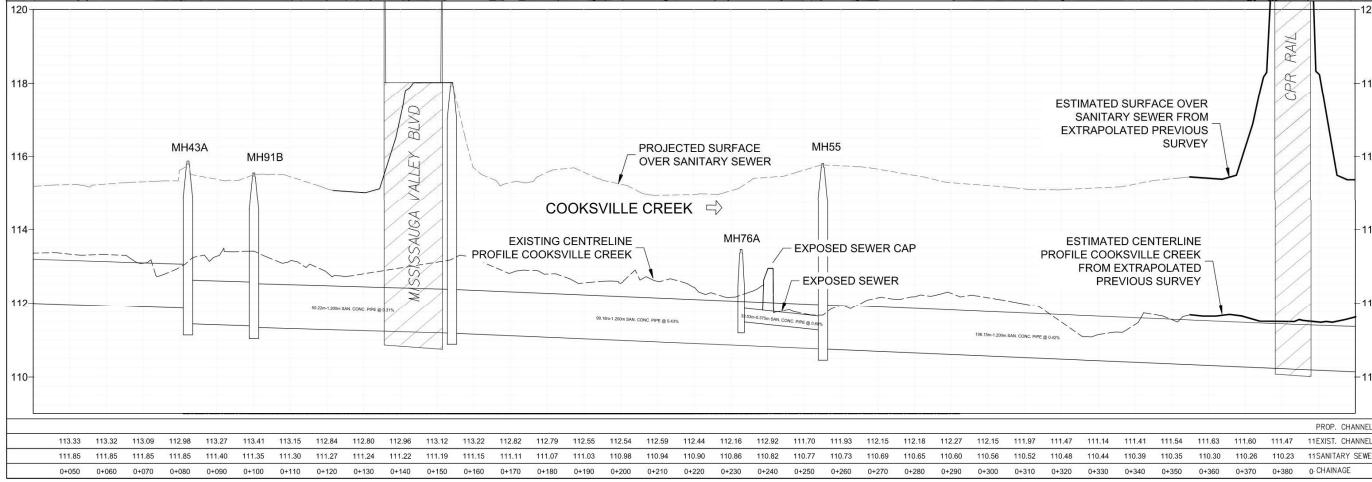 120
118
116
114
112
110
12
11
11
11
11
11
MH43A
MH91B
MISSISSAUGA VALLEY BLVD
PROJECTED SURFACE
OVER SANITARY SEWER
MH55
ESTIMATED SURFACE OVER
SANITARY SEWER FROM
EXTRAPOLATED PREVIOUS
SURVEY
CPR RAIL
COOKSVILLE CREEK
EXISTING CENTRELINE
PROFILE COOKSVILLE CREEK
MH76A
EXPOSED SEWER CAP
EXPOSED SEWER
ESTIMATED CENTERLINE
PROFILE COOKSVILLE CREEK
FROM EXTRAPOLATED
PREVIOUS SURVEY
PROP. CHANNEL
113.33 113.32 113.09 112.98 113.27 113.41 113.15 112.84 112.80 112.96 113.12 113.22 112.82 112.79 112.55 112.54 112.59 112.44 112.16 112.92 111.70 111.93 112.15 112.18 112.27 112.15 111.97 111.47 111.14 111.41 111.54 111.63 111.60 111.47 11 EXIST. CHANNEL
111.85 111.85 111.85 111.85 111.40 111.35 111.30 111.27 111.24 111.22 111.19 111.15 111.11 111.07 111.03 110.98 110.94 110.90 110.86 110.82 110.77 110.73 110.69 110.65 110.60 110.56 110.52 110.48 110.44 110.39 110.35 110.30 110.26 110.23 11 SANITARY SEWE
0+050 0+060 0+070 0+080 0+090 0+100 0+110 0+120 0+130 0+140 0+150 0+160 0+170 0+180 0+190 0+200 0+210 0+220 0+230 0+240 0+250 0+260 0+270 0+280 0+290 0+300 0+310 0+320 0+330 0+340 0+350 0+360 0+370 0+380 0 CHAINAGE